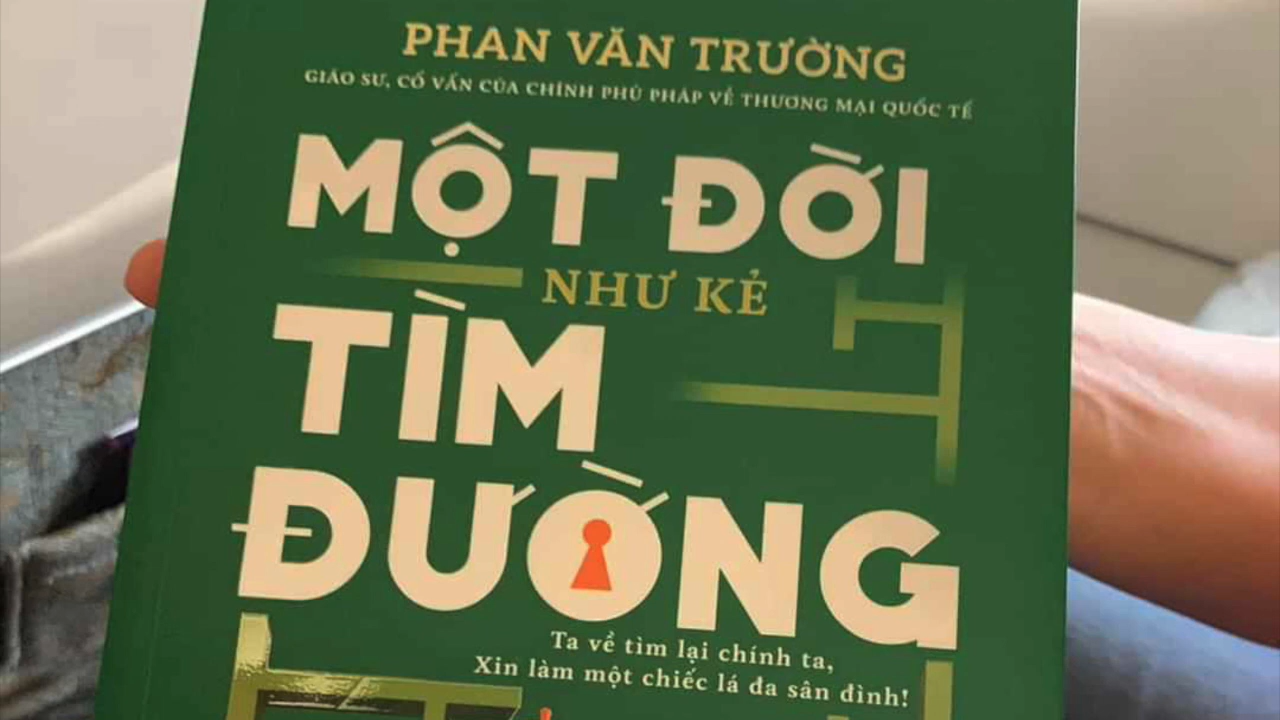 PHAN VĂN TRƯỜNG
GIÁO SƯ, CỐ VẤN CỦA CHÍNH PHỦ PHÁP VỀ THƯƠNG MẠI QUỐC TẾ
MỘT ĐỜI
NHƯ KẺ
TÌM
ĐƯỜNG
Ta về tìm lại chính ta,
Xin làm một chiếc lá đa sân đình!